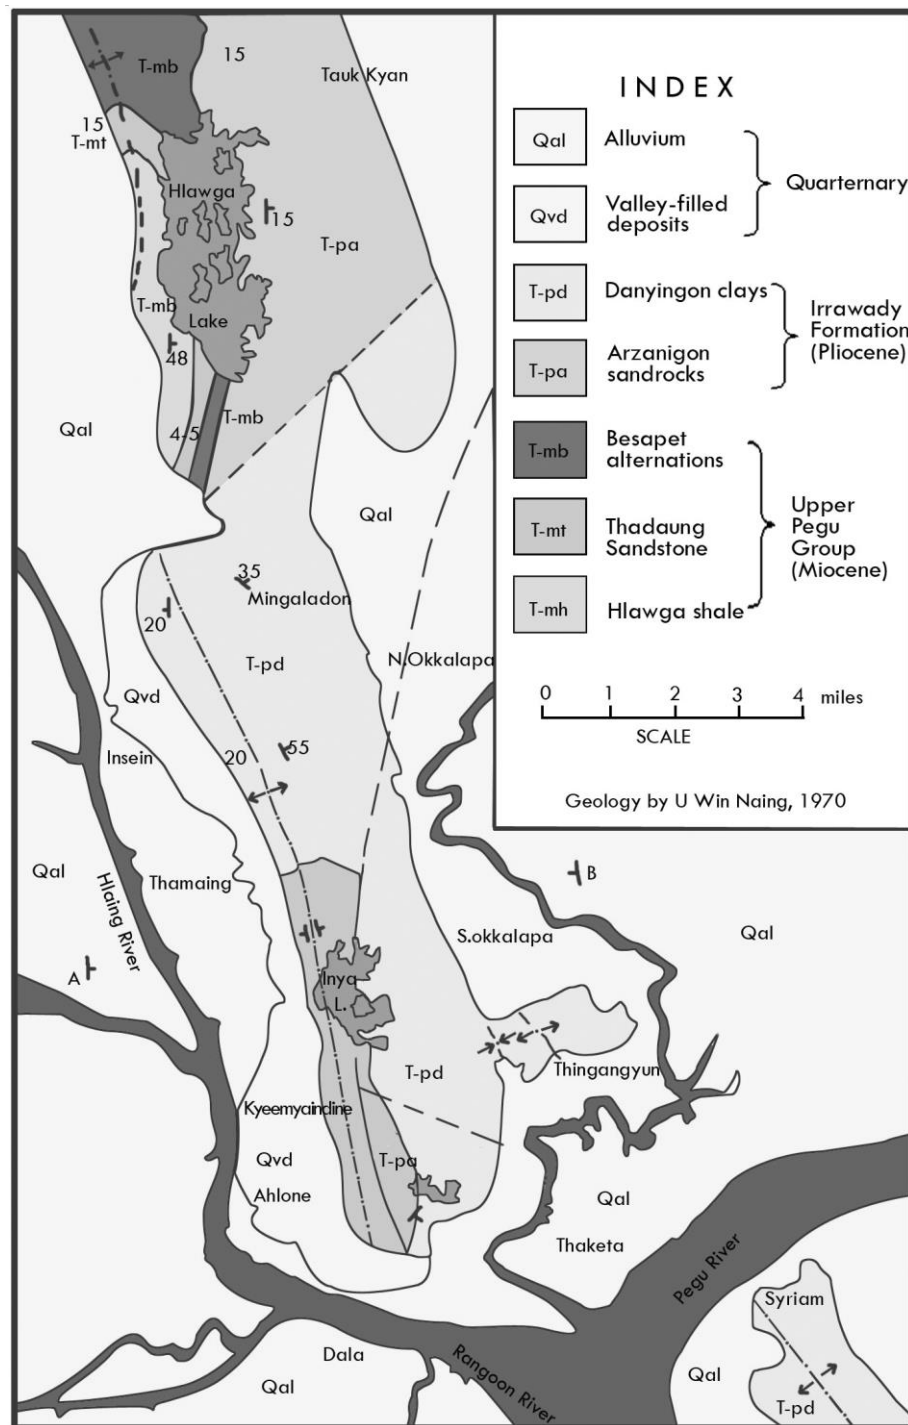 T-mb
15
Tauk Kyan
15
T-mt
Hlawga
15
T-pa
T-mb
Lake
48
T-mb
Qal
4-5
Qal
35
Mingaladon
20
T-pd
N.Okkalapa
Qvd
Insein
20
55
Qal
Thamaing
Hlaing River
B
S.okkalapa
Qal
A
Inya
L.
T-pd
Thingangyun
Kyeemyaindine
Qvd
T-pa
Ahlone
Qal
Thaketa
Pegu River
Syriam
Dala
Rangoon River
Qal
Qal
T-pd
INDEX
Qal Alluvium
Quarternary
Qvd Valley-filled
deposits
T-pd Danyingon clays
Irrawady
Formation
(Pliocene)
T-pa Arzanigon
sandrocks
T-mb Besapet
alternations
Upper
Pegu
Group
(Miocene)
T-mt Thadaung
Sandstone
T-mh Hlawga shale
0 1 2 3 4 miles
SCALE
Geology by U Win Naing, 1970